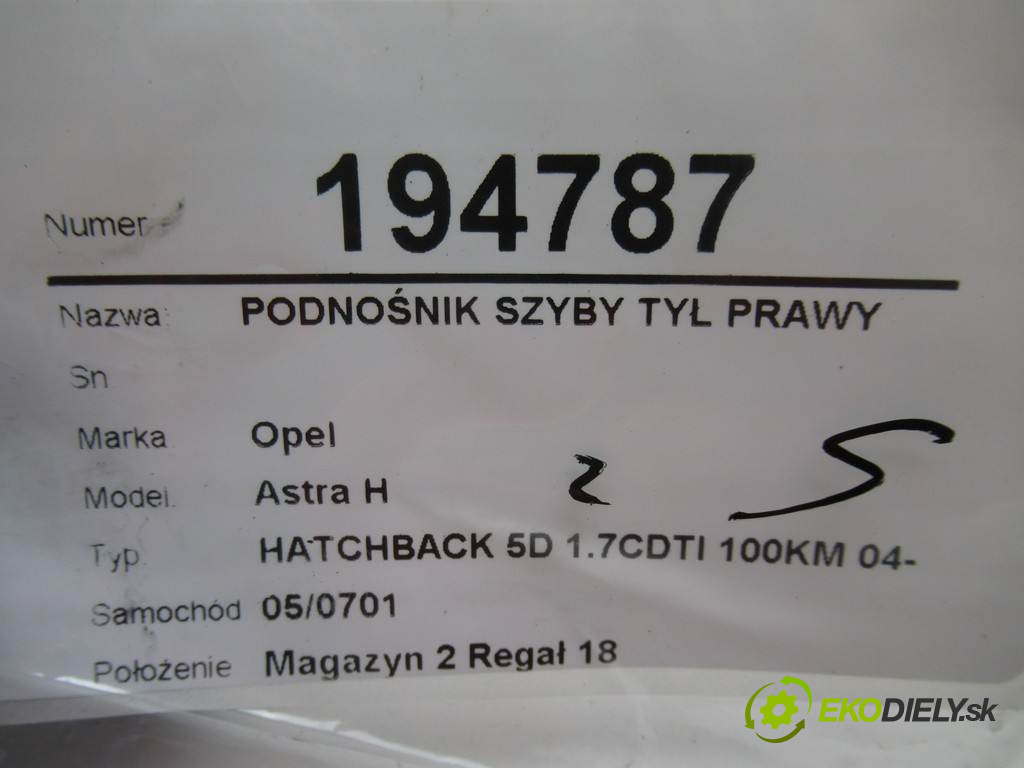 Numer 194787
Nazwa: PODNOŚNIK SZYBY TYŁ PRAWY
Sn
Marka Opel
Model. Astra H 2 S
Typ. HATCHBACK 5D 1.7CDTI 100KM 04-
Samochód 05/0701
Położenie Magazyn 2 Regał 18
EKODIELY.sk